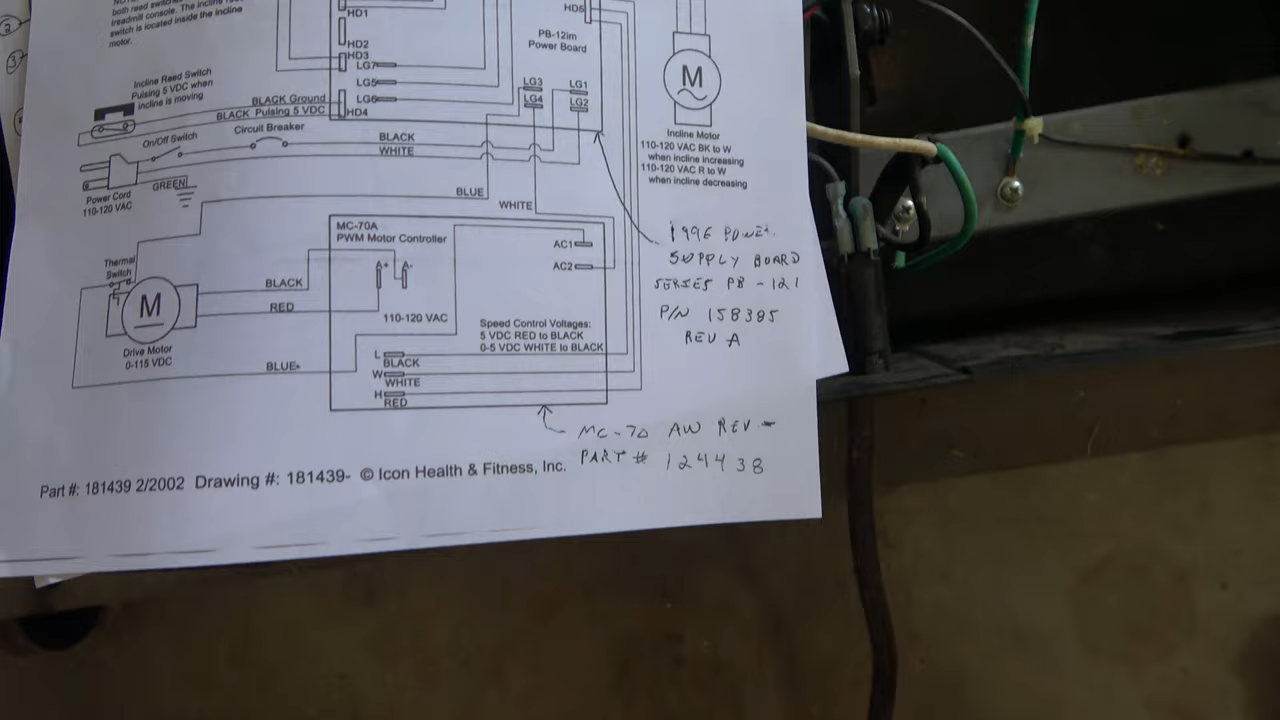 both reed switches
treadmill console. The incline reed
switch is located inside the incline
motor.
HD1
HD2
HD3
LG7
LG5
LG6
HD4
HD5
PB-12im
Power Board
LG3
LG1
LG4
LG2
Incline Reed Switch
Pulsing 5 VDC when
incline is moving
BLACK Ground
BLACK Pulsing 5 VDC
On/Off Switch
Circuit Breaker
BLACK
WHITE
GREEN
Power Cord
110-120 VAC
M
Incline Motor
110-120 VAC BK to W
when incline increasing
110-120 VAC R to W
when incline decreasing
BLUE
WHITE
MC-70A
PWM Motor Controller
A+ A-
AC1
AC2
110-120 VAC
Thermal
Switch
M
BLACK
RED
Drive Motor
0-115 VDC
BLUE
Speed Control Voltages:
5 VDC RED to BLACK
0-5 VDC WHITE to BLACK
L
BLACK
W
WHITE
H
RED
1996 POWER
SUPPLY BOARD
SERIES PB-121
P/N 158385
REV A
MC-70 AW REV -
PART # 124438
Part #: 181439 2/2002 Drawing #: 181439- © Icon Health & Fitness, Inc.